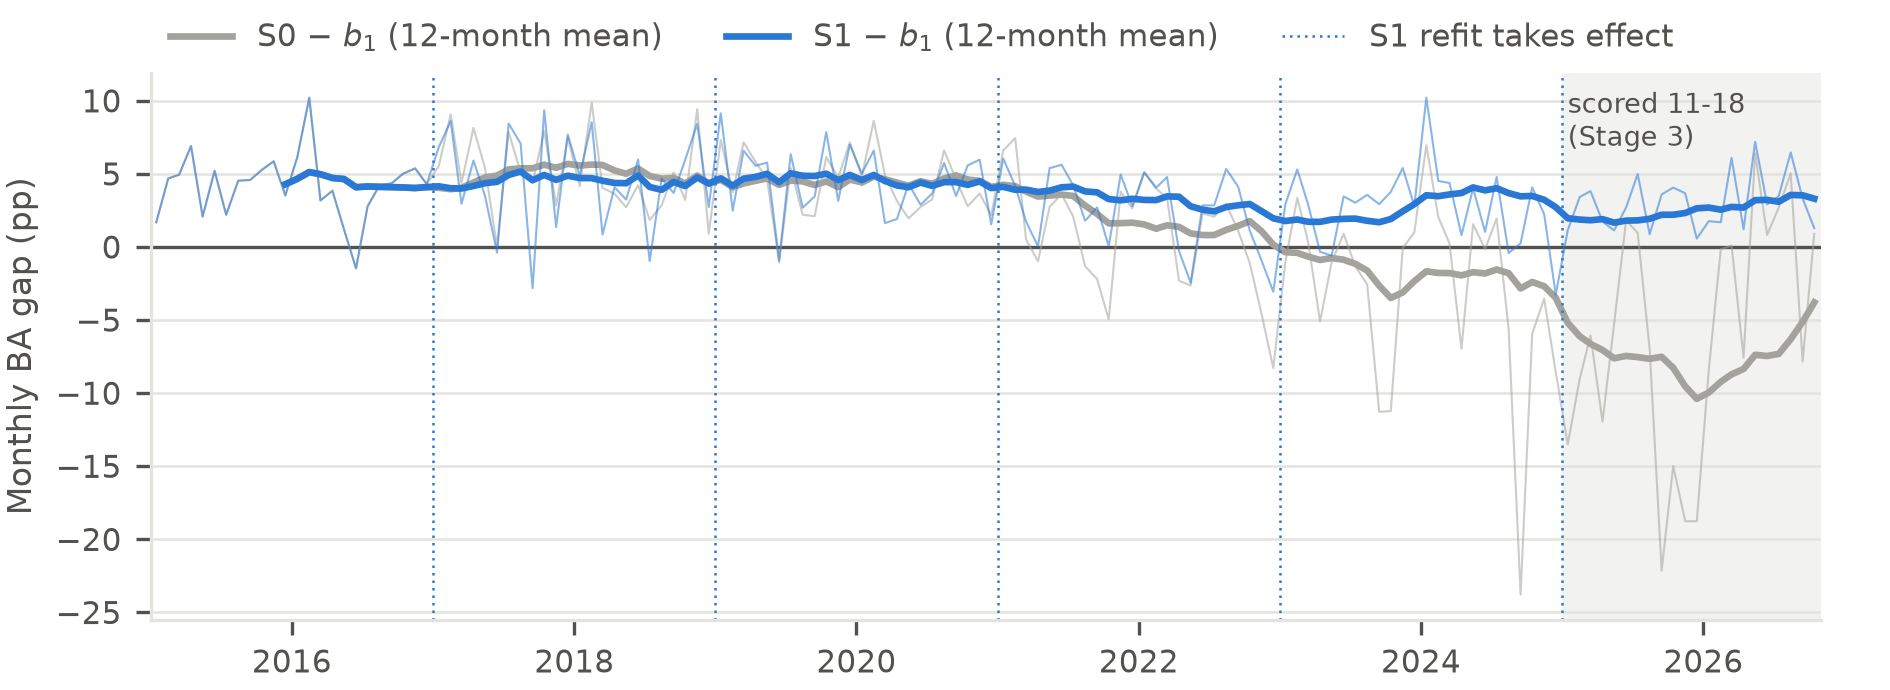 S0 − b₁ (12-month mean)
S1 − b₁ (12-month mean)
S1 refit takes effect
Monthly BA gap (pp)
10
5
0
−5
−10
−15
−20
−25
scored 11-18
(Stage 3)
2016
2018
2020
2022
2024
2026